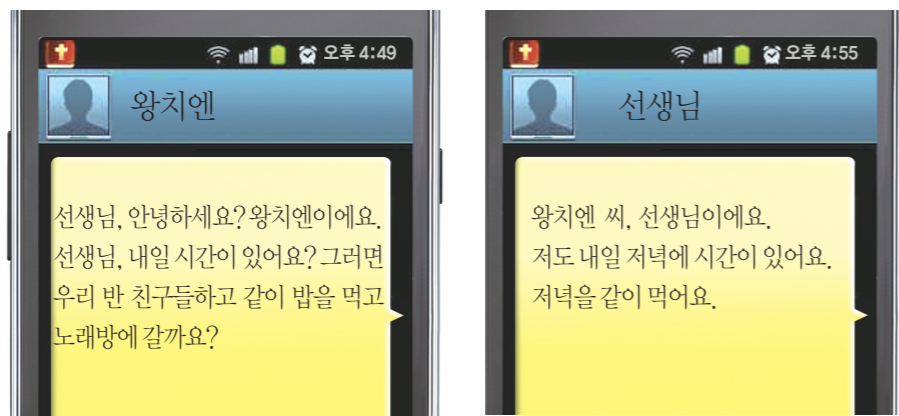 오후 4:49
왕치엔
선생님, 안녕하세요? 왕치엔이에요.
선생님, 내일 시간이 있어요? 그러면
우리 반 친구들하고 같이 밥을 먹고
노래방에 갈까요?
오후 4:55
선생님
왕치엔 씨, 선생님이에요.
저도 내일 저녁에 시간이 있어요.
저녁을 같이 먹어요.